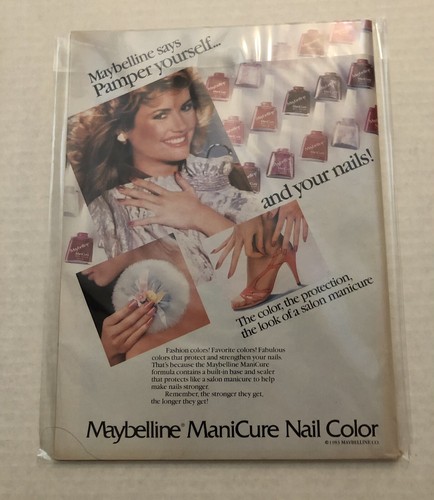 Maybelline says
Pamper yourself...
and your nails!
The color, the protection,
the look of a salon manicure
Fashion colors! Favorite colors! Fabulous
colors that protect and strengthen your nails.
That's because the Maybelline ManiCure
formula contains a built-in base and sealer
that protects like a salon manicure to help
make nails stronger.
Remember, the stronger they get,
the longer they get!
Maybelline® ManiCure Nail Color